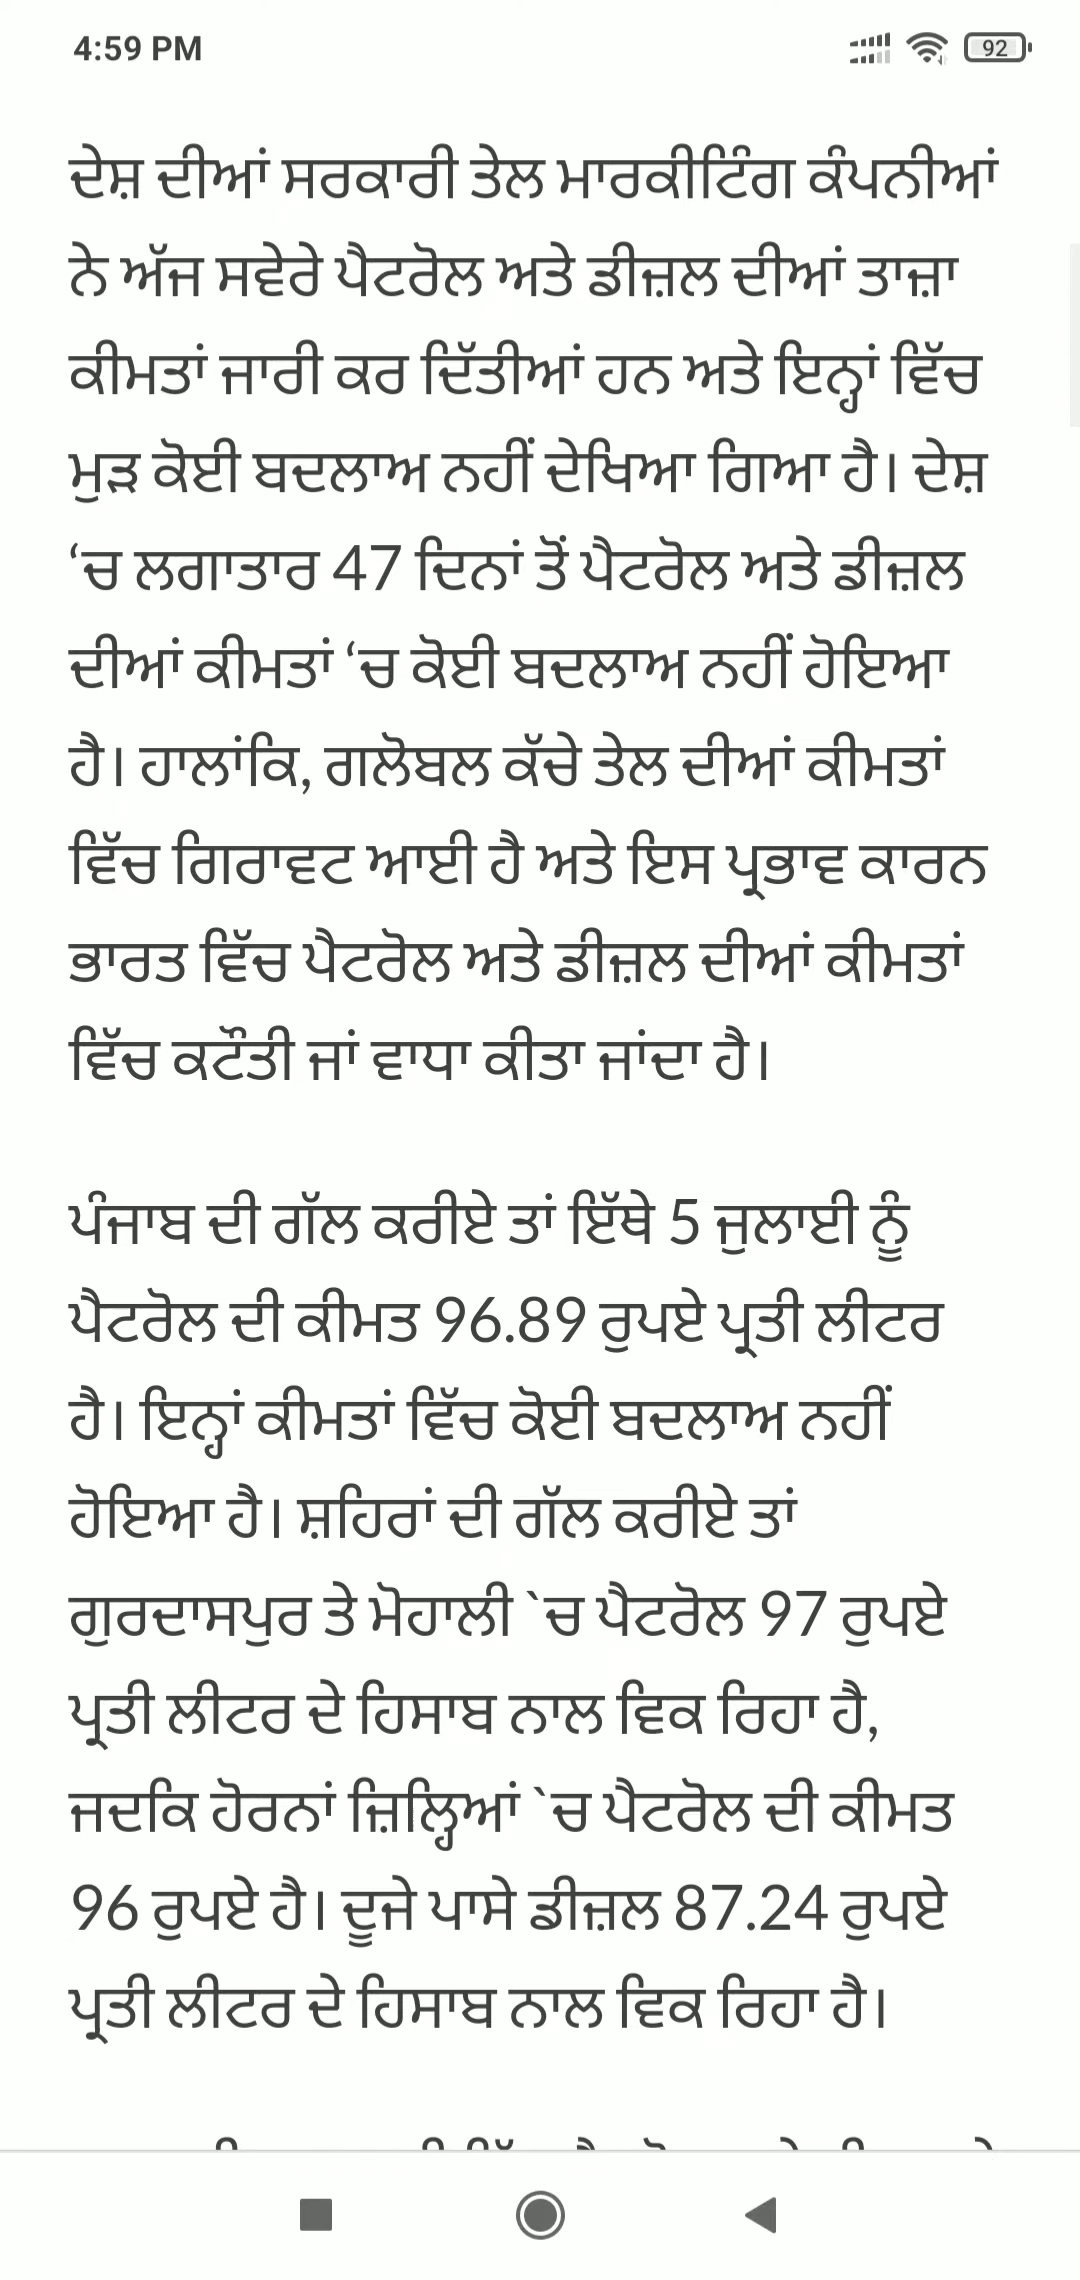 4:59 PM
92
ਦੇਸ਼ ਦੀਆਂ ਸਰਕਾਰੀ ਤੇਲ ਮਾਰਕੀਟਿੰਗ ਕੰਪਨੀਆਂ
ਨੇ ਅੱਜ ਸਵੇਰੇ ਪੈਟਰੋਲ ਅਤੇ ਡੀਜ਼ਲ ਦੀਆਂ ਤਾਜ਼ਾ
ਕੀਮਤਾਂ ਜਾਰੀ ਕਰ ਦਿੱਤੀਆਂ ਹਨ ਅਤੇ ਇਨ੍ਹਾਂ ਵਿੱਚ
ਮੁੜ ਕੋਈ ਬਦਲਾਅ ਨਹੀਂ ਦੇਖਿਆ ਗਿਆ ਹੈ। ਦੇਸ਼
‘ਚ ਲਗਾਤਾਰ 47 ਦਿਨਾਂ ਤੋਂ ਪੈਟਰੋਲ ਅਤੇ ਡੀਜ਼ਲ
ਦੀਆਂ ਕੀਮਤਾਂ ‘ਚ ਕੋਈ ਬਦਲਾਅ ਨਹੀਂ ਹੋਇਆ
ਹੈ। ਹਾਲਾਂਕਿ, ਗਲੋਬਲ ਕੱਚੇ ਤੇਲ ਦੀਆਂ ਕੀਮਤਾਂ
ਵਿੱਚ ਗਿਰਾਵਟ ਆਈ ਹੈ ਅਤੇ ਇਸ ਪ੍ਰਭਾਵ ਕਾਰਨ
ਭਾਰਤ ਵਿੱਚ ਪੈਟਰੋਲ ਅਤੇ ਡੀਜ਼ਲ ਦੀਆਂ ਕੀਮਤਾਂ
ਵਿੱਚ ਕਟੌਤੀ ਜਾਂ ਵਾਧਾ ਕੀਤਾ ਜਾਂਦਾ ਹੈ।
ਪੰਜਾਬ ਦੀ ਗੱਲ ਕਰੀਏ ਤਾਂ ਇੱਥੇ 5 ਜੁਲਾਈ ਨੂੰ
ਪੈਟਰੋਲ ਦੀ ਕੀਮਤ 96.89 ਰੁਪਏ ਪ੍ਰਤੀ ਲੀਟਰ
ਹੈ। ਇਨ੍ਹਾਂ ਕੀਮਤਾਂ ਵਿੱਚ ਕੋਈ ਬਦਲਾਅ ਨਹੀਂ
ਹੋਇਆ ਹੈ। ਸ਼ਹਿਰਾਂ ਦੀ ਗੱਲ ਕਰੀਏ ਤਾਂ
ਗੁਰਦਾਸਪੁਰ ਤੇ ਮੋਹਾਲੀ `ਚ ਪੈਟਰੋਲ 97 ਰੁਪਏ
ਪ੍ਰਤੀ ਲੀਟਰ ਦੇ ਹਿਸਾਬ ਨਾਲ ਵਿਕ ਰਿਹਾ ਹੈ,
ਜਦਕਿ ਹੋਰਨਾਂ ਜ਼ਿਲ੍ਹਿਆਂ `ਚ ਪੈਟਰੋਲ ਦੀ ਕੀਮਤ
96 ਰੁਪਏ ਹੈ। ਦੂਜੇ ਪਾਸੇ ਡੀਜ਼ਲ 87.24 ਰੁਪਏ
ਪ੍ਰਤੀ ਲੀਟਰ ਦੇ ਹਿਸਾਬ ਨਾਲ ਵਿਕ ਰਿਹਾ ਹੈ।